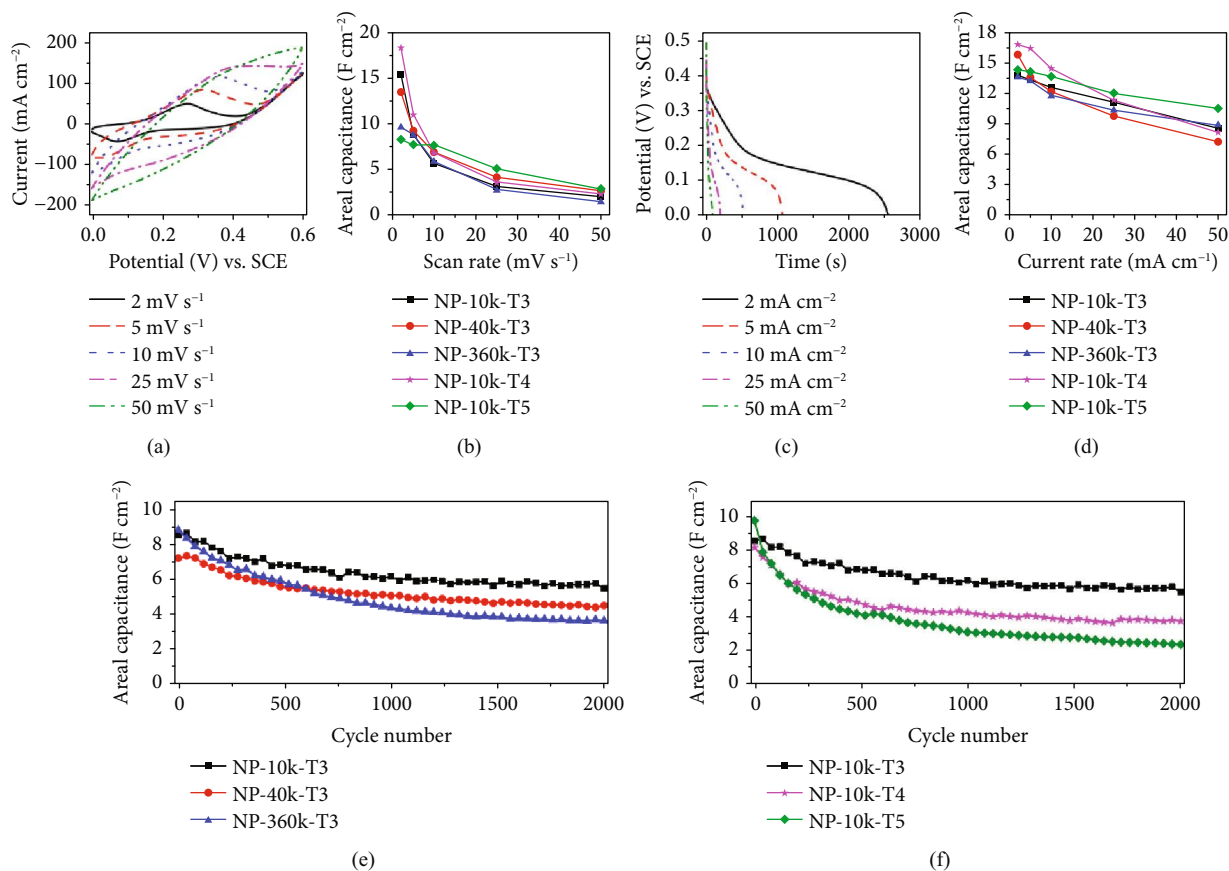 Current (mA cm⁻²)
200
100
0
−100
−200
0.0 0.2 0.4 0.6
Potential (V) vs. SCE
2 mV s⁻¹
5 mV s⁻¹
10 mV s⁻¹
25 mV s⁻¹
50 mV s⁻¹
(a)
Areal capacitance (F cm⁻²)
20
15
10
5
0
0 10 20 30 40 50
Scan rate (mV s⁻¹)
NP-10k-T3
NP-40k-T3
NP-360k-T3
NP-10k-T4
NP-10k-T5
(b)
Potential (V) vs. SCE
0.5
0.4
0.3
0.2
0.1
0.0
0 1000 2000 3000
Time (s)
2 mA cm⁻²
5 mA cm⁻²
10 mA cm⁻²
25 mA cm⁻²
50 mA cm⁻²
(c)
Areal capacitance (F cm⁻²)
18
15
12
9
6
3
0
0 10 20 30 40 50
Current rate (mA cm⁻¹)
NP-10k-T3
NP-40k-T3
NP-360k-T3
NP-10k-T4
NP-10k-T5
(d)
Areal capacitance (F cm⁻²)
10
8
6
4
2
0
0 500 1000 1500 2000
Cycle number
NP-10k-T3
NP-40k-T3
NP-360k-T3
(e)
Areal capacitance (F cm⁻²)
10
8
6
4
2
0
0 500 1000 1500 2000
Cycle number
NP-10k-T3
NP-10k-T4
NP-10k-T5
(f)